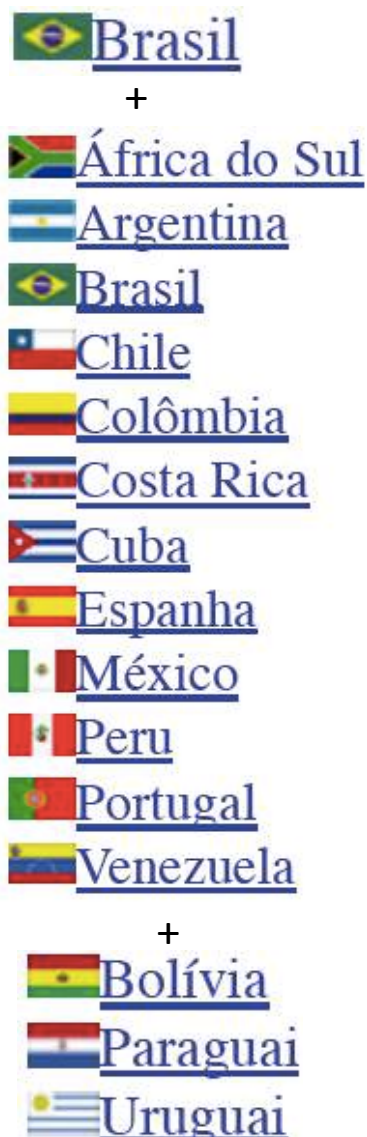 Brasil
+
África do Sul
Argentina
Brasil
Chile
Colômbia
Costa Rica
Cuba
Espanha
México
Peru
Portugal
Venezuela
+
Bolívia
Paraguai
Uruguai